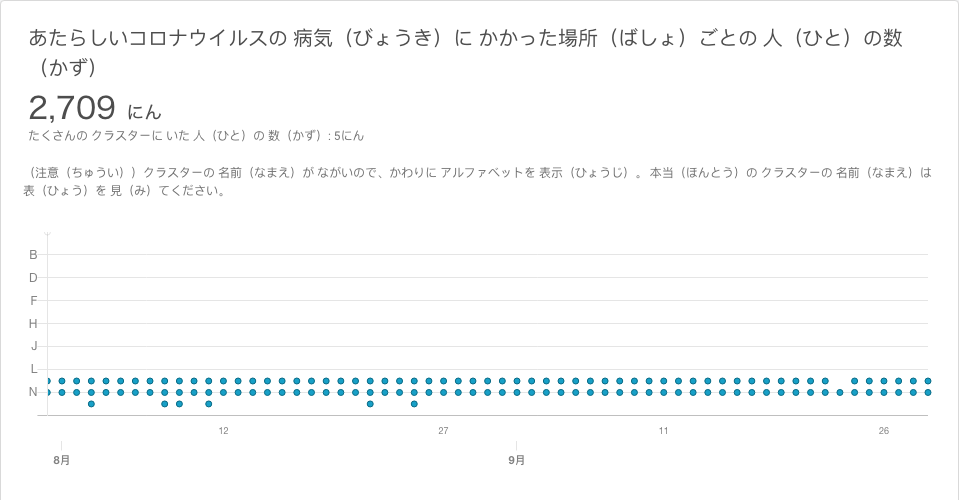 あたらしいコロナウイルスの 病気（びょうき）に かかった場所（ばしょ）ごとの 人（ひと）の数
（かず）
2,709 にん
たくさんの クラスターに いた 人（ひと）の 数（かず）: 5にん
（注意（ちゅうい））クラスターの 名前（なまえ）が ながいので、かわりに アルファベットを 表示（ひょうじ）。 本当（ほんとう）の クラスターの 名前（なまえ）は
表（ひょう）を 見（み）てください。
B
D
F
H
J
L
N
12 27 11 26
8月 9月